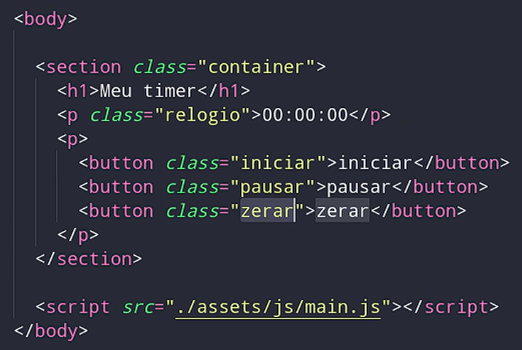 <body>
<section class="container">
<h1>Meu timer</h1>
<p class="relogio">00:00:00</p>
<p>
<button class="iniciar">iniciar</button>
<button class="pausar">pausar</button>
<button class="zerar">zerar</button>
</p>
</section>
<script src="./assets/js/main.js"></script>
</body>